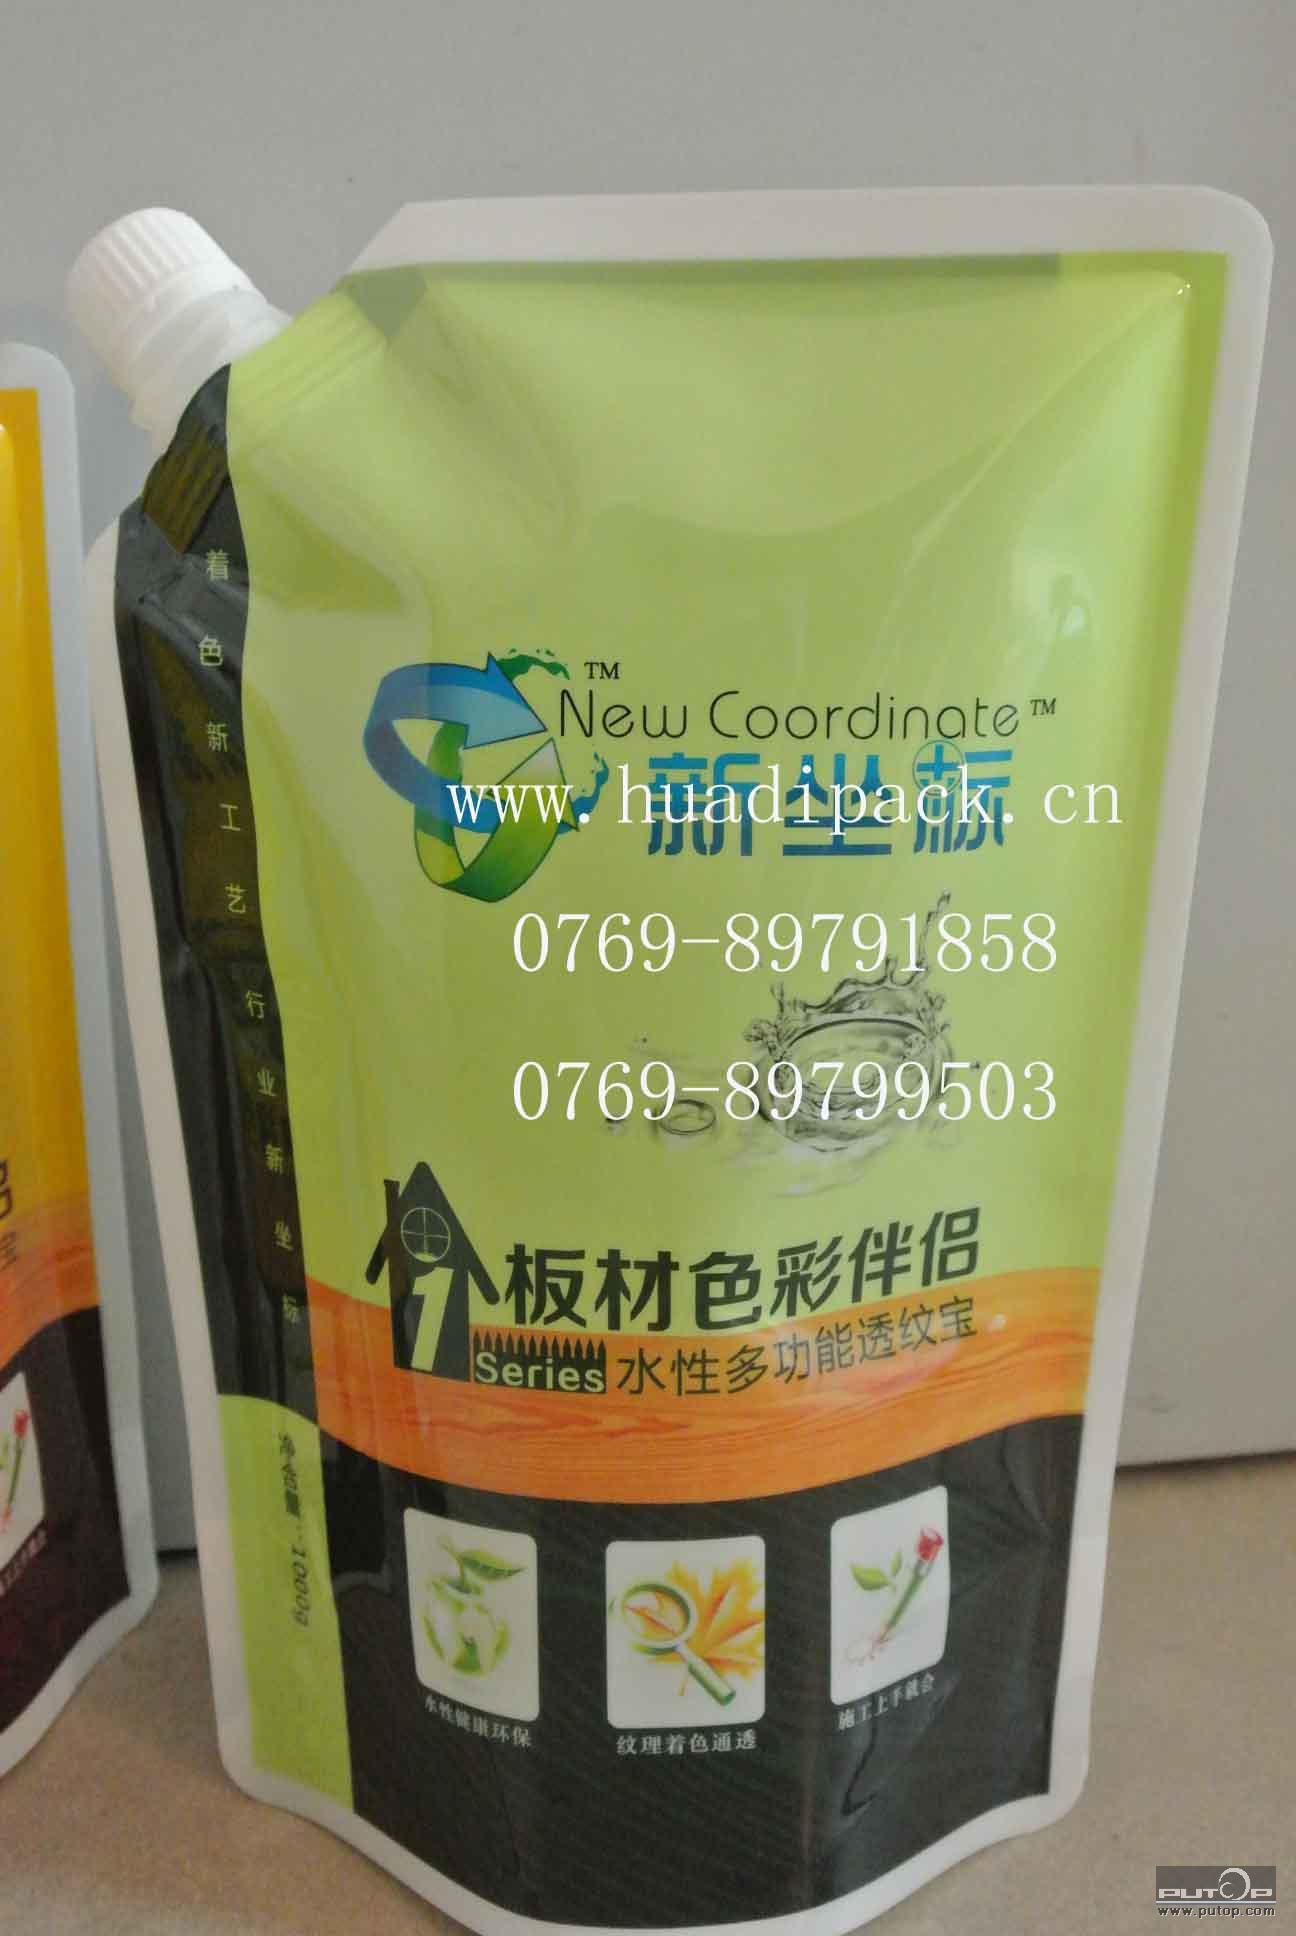 TM
New Coordinate TM
新坐标
www.huadipack.cn
0769-89791858
0769-89799503
着色新工艺 行业新坐标
板材色彩伴侣
1
Series 水性多功能透纹宝
净含量:1000g
水性健康环保
纹理着色通透
施工上手就会
PUTOP
www.putop.com